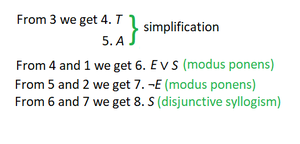 From 3 we get 4. T
5. A
simplification
From 4 and 1 we get 6. E ∨ S (modus ponens)
From 5 and 2 we get 7. ¬E (modus ponens)
From 6 and 7 we get 8. S (disjunctive syllogism)